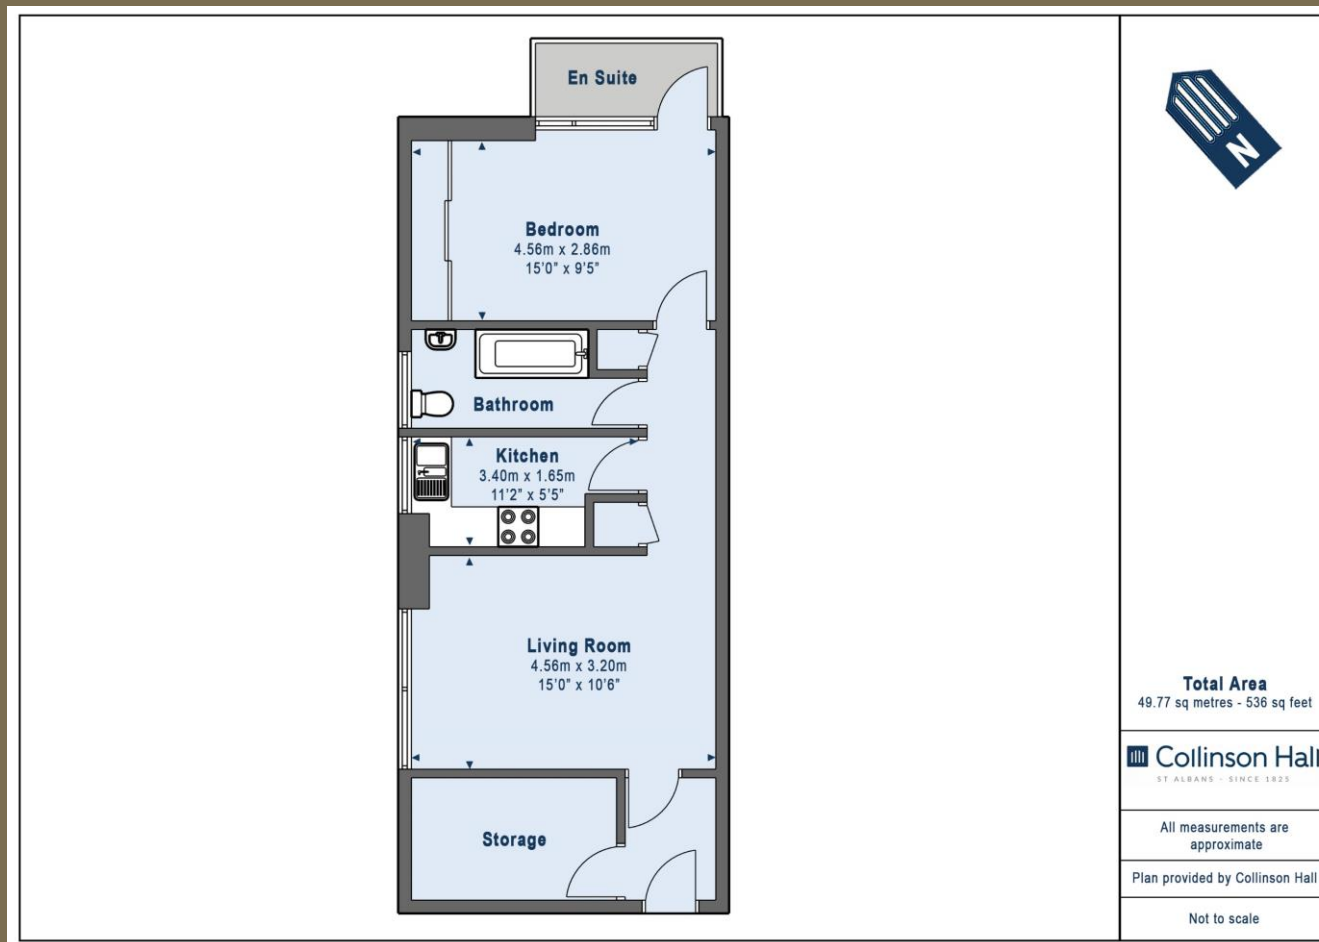 En Suite
Bedroom
4.56m x 2.86m
15'0" x 9'5"
Bathroom
Kitchen
3.40m x 1.65m
11'2" x 5'5"
Living Room
4.56m x 3.20m
15'0" x 10'6"
Storage
N
Total Area
49.77 sq metres - 536 sq feet
Collinson Hall
ST ALBANS - SINCE 1825
All measurements are
approximate
Plan provided by Collinson Hall
Not to scale